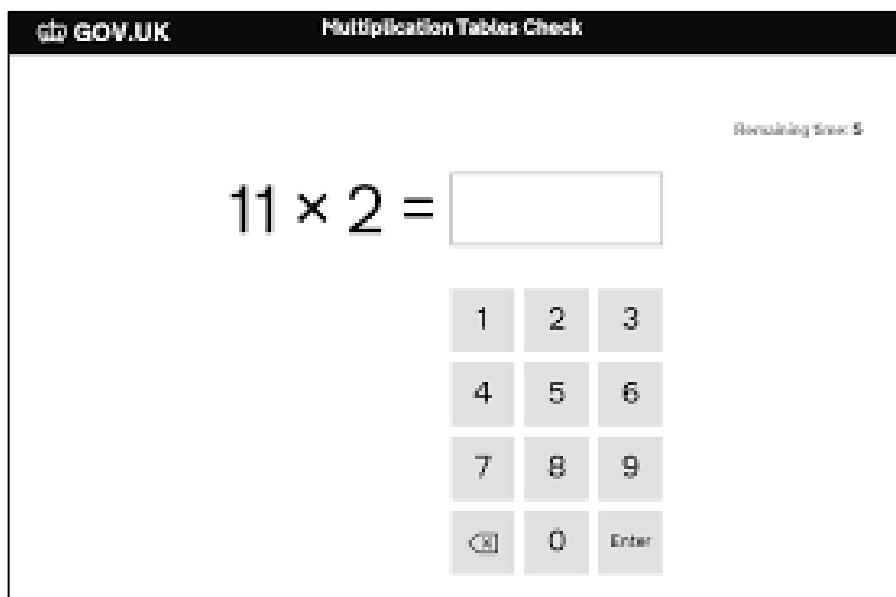 GOV.UK Multiplication Tables Check
Remaining time: 5
11 × 2 =
1 2 3
4 5 6
7 8 9
0 Enter